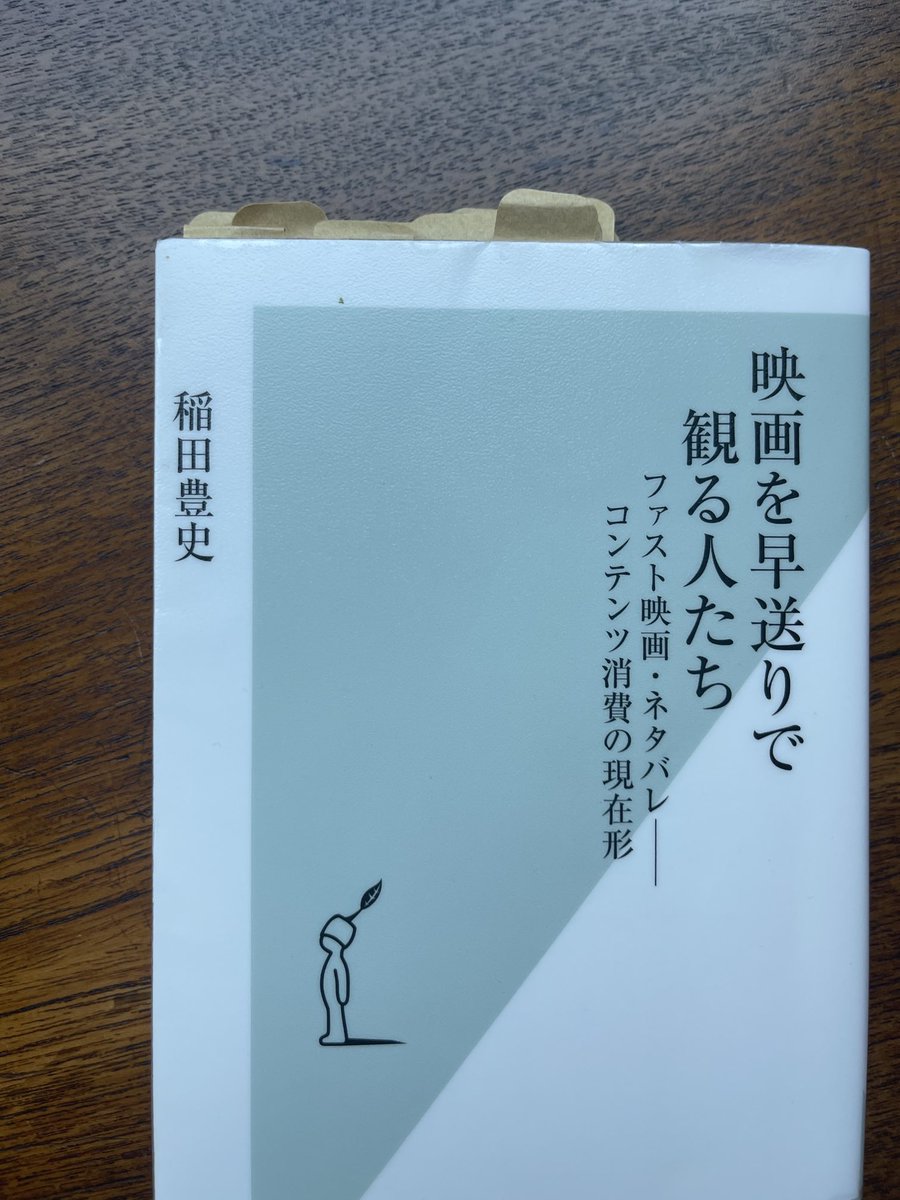 映画を早送りで
観る人たち
ファスト映画・ネタバレ――
コンテンツ消費の現在形
稲田豊史